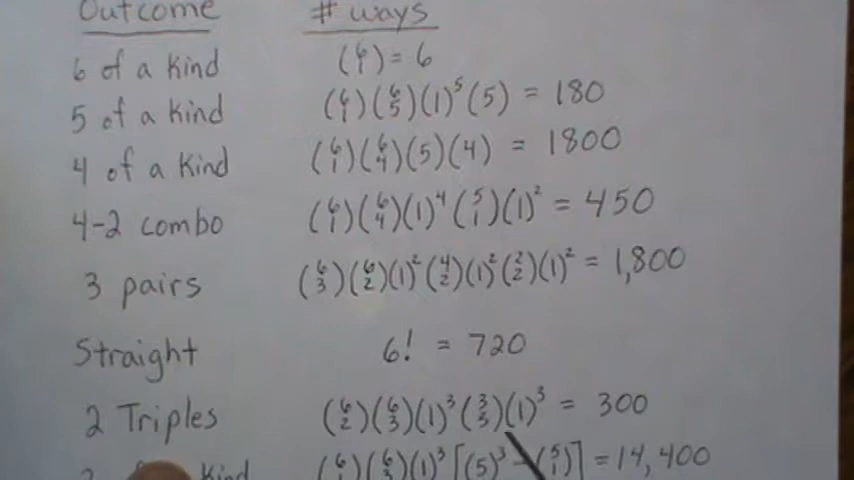 Outcome # ways
6 of a kind (6 1) = 6
5 of a kind (6 1)(6 5)(1)^5(5) = 180
4 of a kind (6 1)(6 4)(5)(4) = 1800
4-2 combo (6 1)(6 4)(1)^4(5 1)(1)^2 = 450
3 pairs (6 3)(6 2)(1)^2(4 2)(1)^2(2 2)(1)^2 = 1,800
Straight 6! = 720
2 Triples (6 2)(6 3)(1)^3(3 3)(1)^3 = 300
kind (6 1)(6 3)(1)^3[(5)^3 - (5 1)] = 14,400